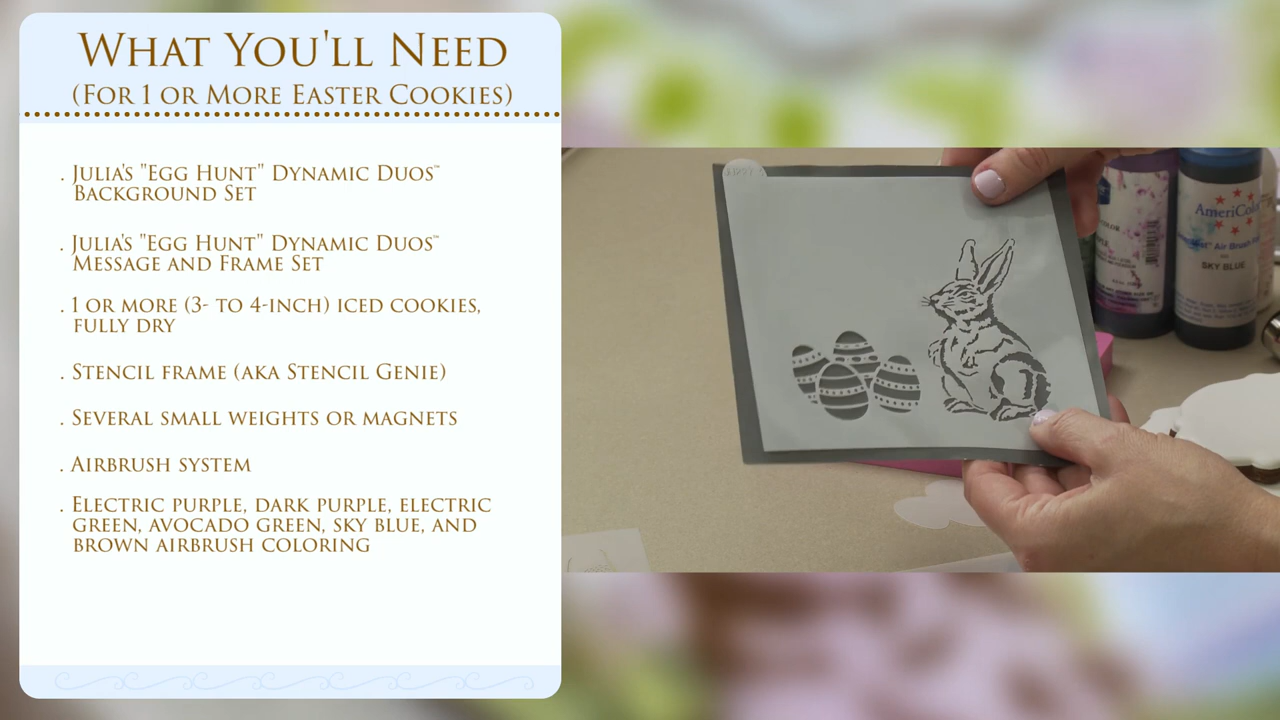 What You'll Need
(For 1 or More Easter Cookies)
. Julia's "Egg Hunt" Dynamic Duos™
Background Set
. Julia's "Egg Hunt" Dynamic Duos™
Message and Frame Set
. 1 or more (3- to 4-inch) iced cookies,
fully dry
. Stencil frame (aka Stencil Genie)
. Several small weights or magnets
. Airbrush system
. Electric purple, dark purple, electric
green, avocado green, sky blue, and
brown airbrush coloring
AmeriColor
Air Brush
SKY BLUE